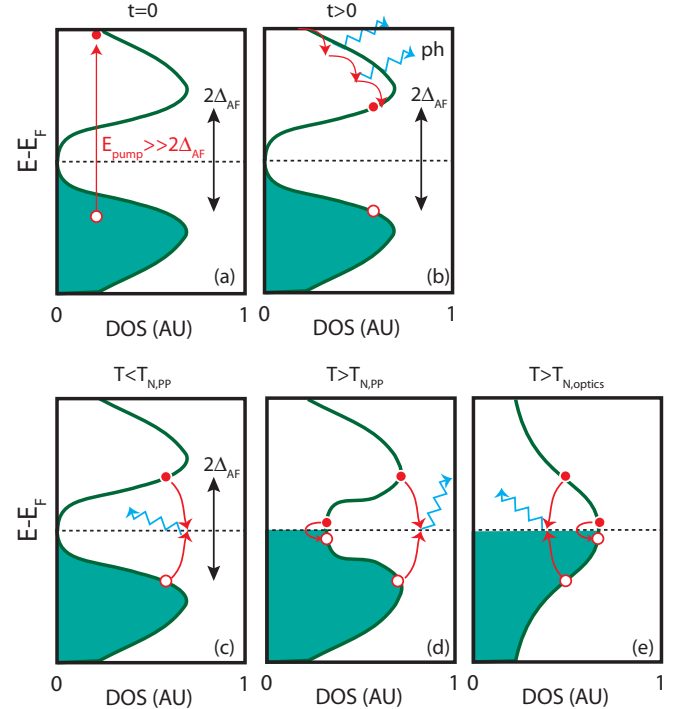 t=0
t>0
E-E_F
E_pump>>2Δ_AF
2Δ_AF
(a)
ph
2Δ_AF
(b)
0
1
DOS (AU)
0
1
DOS (AU)
T<T_N,PP
T>T_N,PP
T>T_N,optics
E-E_F
2Δ_AF
(c)
(d)
(e)
0
1
DOS (AU)
0
1
DOS (AU)
0
1
DOS (AU)